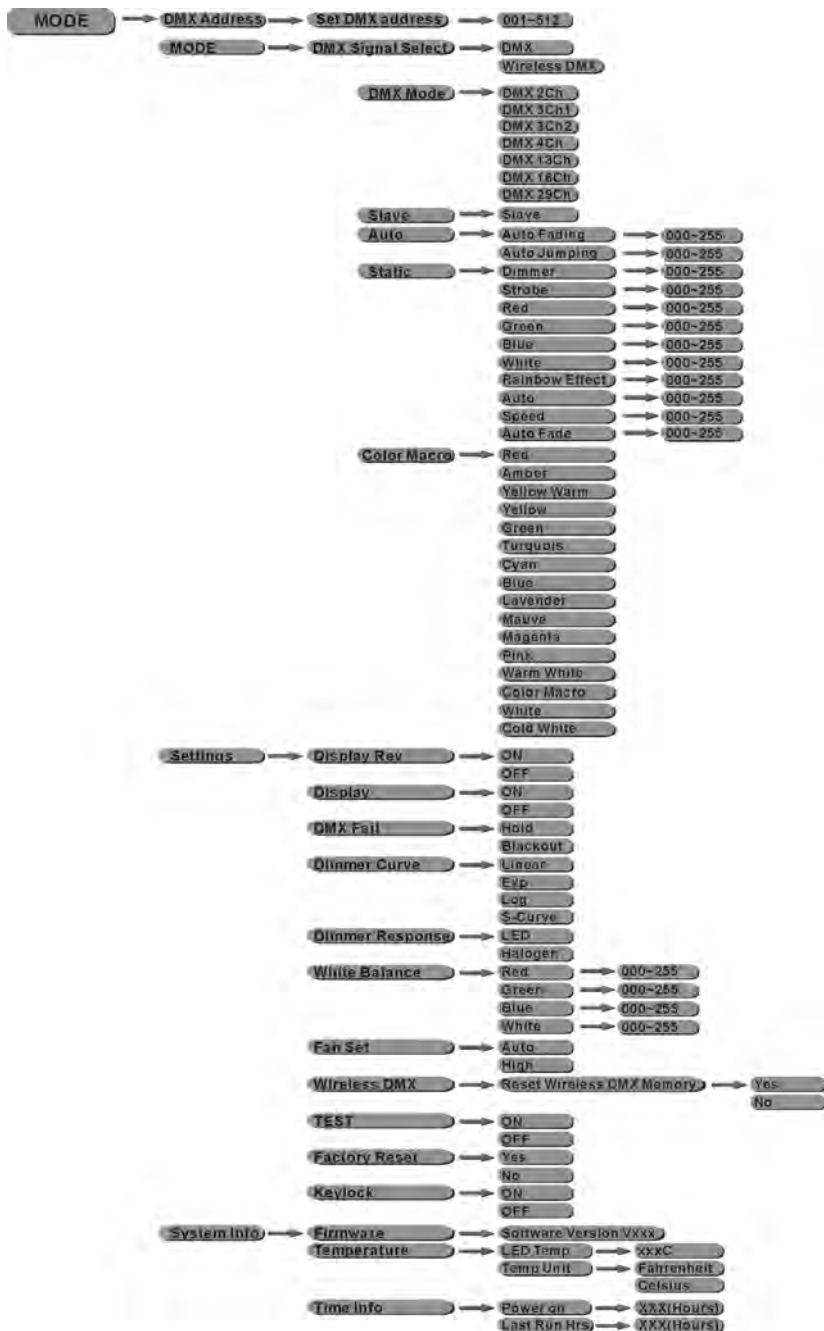 MODE DMX Address Set DMX address 001~512
MODE DMX Signal Select DMX
Wireless DMX
DMX Mode DMX 2Ch
DMX 3Ch1
DMX 3Ch2
DMX 4Ch
DMX 13Ch
DMX 16Ch
DMX 29Ch
Slave Slave
Auto Auto Fading 000~255
Auto Jumping 000~255
Static Dimmer 000~255
Strobe 000~255
Red 000~255
Green 000~255
Blue 000~255
White 000~255
Rainbow Effect 000~255
Auto 000~255
Speed 000~255
Auto Fade 000~255
Color Macro Red
Amber
Yellow Warm
Yellow
Green
Turquois
Cyan
Blue
Lavender
Mauve
Magenta
Pink
Warm White
Color Macro
White
Cold White
Settings Display Rev ON
OFF
Display ON
OFF
DMX Fail Hold
Blackout
Dlinmer Curve Linear
Exp
Log
S-Curve
Dlinmer Response LED
Halogen
White Balance Red 000~255
Green 000~255
Blue 000~255
White 000~255
Fan Set Auto
High
Wireless DMX Reset Wireless DMX Memory Yes
No
TEST ON
OFF
Factory Reset Yes
No
Keylock ON
OFF
System Info Firmware Software Version Vxxx
Temperature LED Temp xxxC
Temp Unit Fahrenheit
Celsius
Time Info Power on XXX(Hours)
Last Run Hrs XXX(Hours)